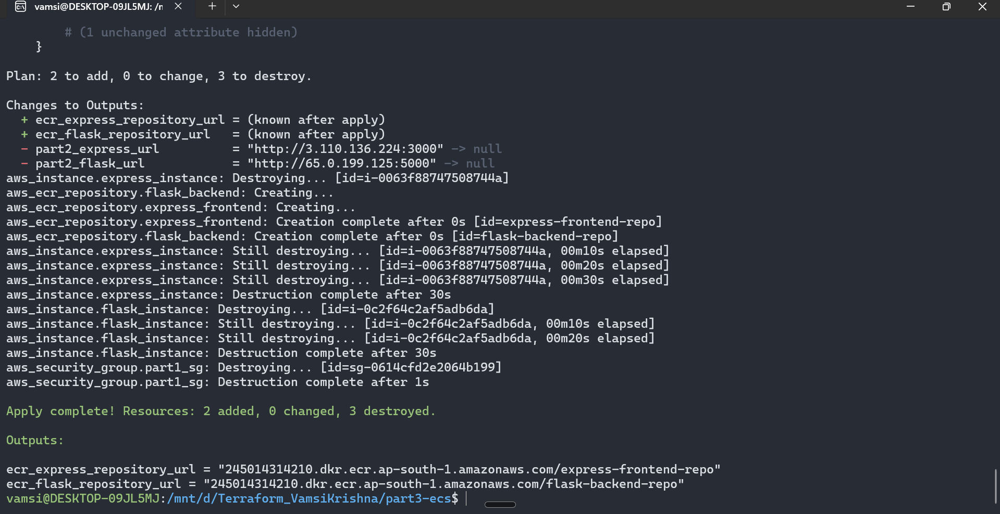 vamsi@DESKTOP-09JL5MJ: /n
# (1 unchanged attribute hidden)
}
Plan: 2 to add, 0 to change, 3 to destroy.
Changes to Outputs:
+ ecr_express_repository_url = (known after apply)
+ ecr_flask_repository_url   = (known after apply)
- part2_express_url          = "http://3.110.136.224:3000" -> null
- part2_flask_url            = "http://65.0.199.125:5000" -> null
aws_instance.express_instance: Destroying... [id=i-0063f88747508744a]
aws_ecr_repository.flask_backend: Creating...
aws_ecr_repository.express_frontend: Creating...
aws_ecr_repository.express_frontend: Creation complete after 0s [id=express-frontend-repo]
aws_ecr_repository.flask_backend: Creation complete after 0s [id=flask-backend-repo]
aws_instance.express_instance: Still destroying... [id=i-0063f88747508744a, 00m10s elapsed]
aws_instance.express_instance: Still destroying... [id=i-0063f88747508744a, 00m20s elapsed]
aws_instance.express_instance: Still destroying... [id=i-0063f88747508744a, 00m30s elapsed]
aws_instance.express_instance: Destruction complete after 30s
aws_instance.flask_instance: Destroying... [id=i-0c2f64c2af5adb6da]
aws_instance.flask_instance: Still destroying... [id=i-0c2f64c2af5adb6da, 00m10s elapsed]
aws_instance.flask_instance: Still destroying... [id=i-0c2f64c2af5adb6da, 00m20s elapsed]
aws_instance.flask_instance: Destruction complete after 30s
aws_security_group.part1_sg: Destroying... [id=sg-0614cfd2e2064b199]
aws_security_group.part1_sg: Destruction complete after 1s
Apply complete! Resources: 2 added, 0 changed, 3 destroyed.
Outputs:
ecr_express_repository_url = "245014314210.dkr.ecr.ap-south-1.amazonaws.com/express-frontend-repo"
ecr_flask_repository_url = "245014314210.dkr.ecr.ap-south-1.amazonaws.com/flask-backend-repo"
vamsi@DESKTOP-09JL5MJ:/mnt/d/Terraform_VamsiKrishna/part3-ecs$